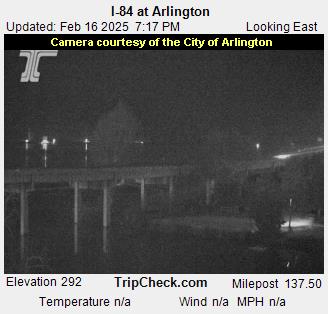 I-84 at Arlington
Updated: Feb 16 2025 7:17 PM Looking East
Camera courtesy of the City of Arlington
Elevation 292 TripCheck.com Milepost 137.50
Temperature n/a Wind n/a MPH n/a